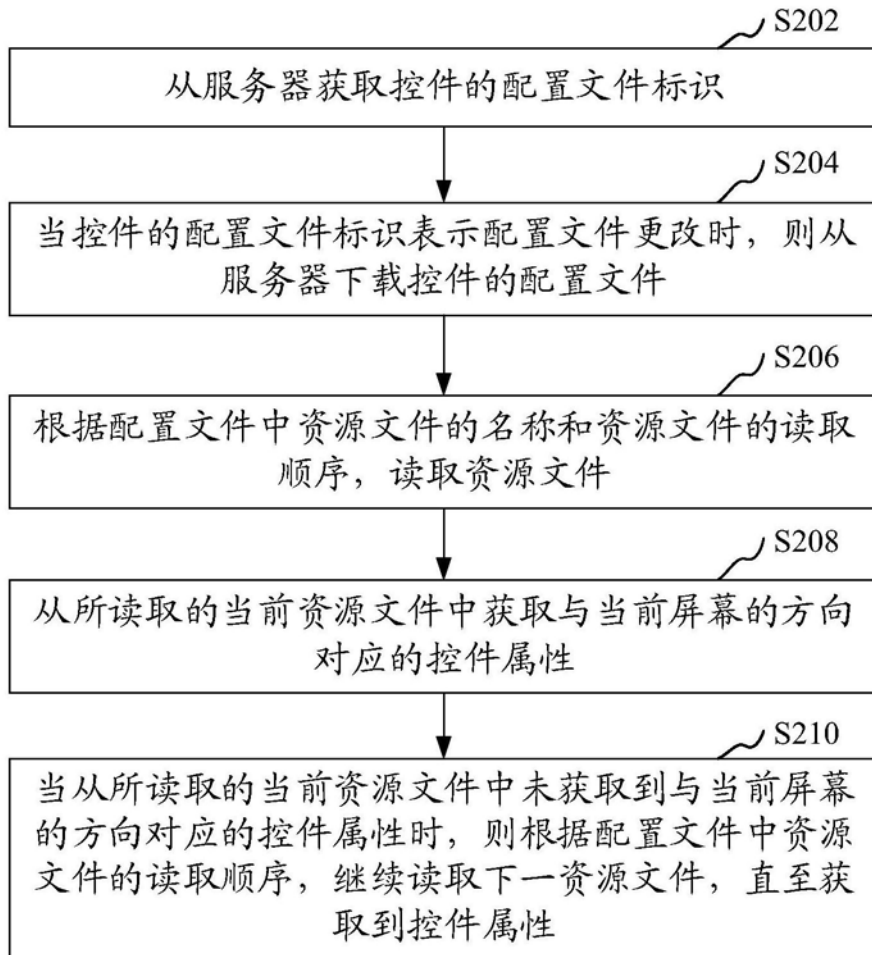 S202
从服务器获取控件的配置文件标识
S204
当控件的配置文件标识表示配置文件更改时，则从
服务器下载控件的配置文件
S206
根据配置文件中资源文件的名称和资源文件的读取
顺序，读取资源文件
S208
从所读取的当前资源文件中获取与当前屏幕的方向
对应的控件属性
S210
当从所读取的当前资源文件中未获取到与当前屏幕
的方向对应的控件属性时，则根据配置文件中资源
文件的读取顺序，继续读取下一资源文件，直至获
取到控件属性